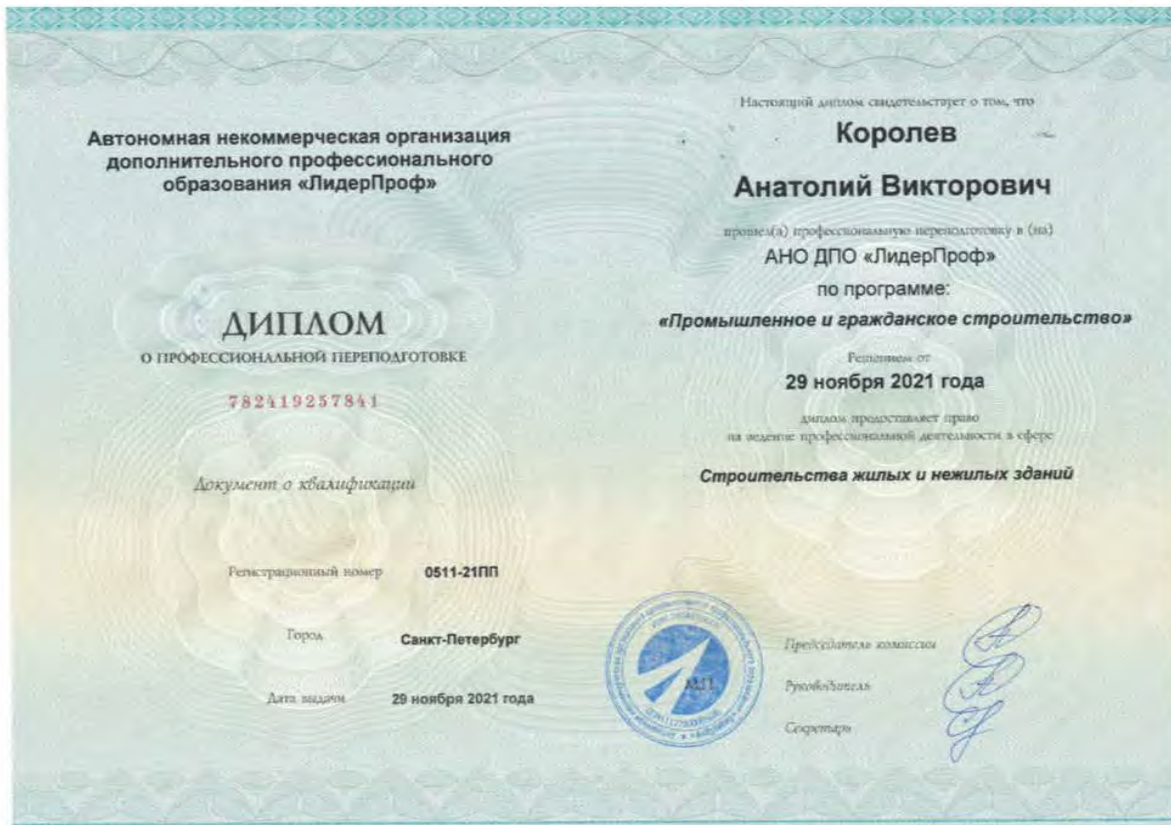 Автономная некоммерческая организация
дополнительного профессионального
образования «ЛидерПроф»
ДИПЛОМ
О ПРОФЕССИОНАЛЬНОЙ ПЕРЕПОДГОТОВКЕ
782419257841
Документ о квалификации
Регистрационный номер 0511-21ПП
Город Санкт-Петербург
Дата выдачи 29 ноября 2021 года
Настоящий диплом свидетельствует о том, что
Королев
Анатолий Викторович
прошел(а) профессиональную переподготовку в (на)
АНО ДПО «ЛидерПроф»
по программе:
«Промышленное и гражданское строительство»
Решением от
29 ноября 2021 года
диплом предоставляет право
на ведение профессиональной деятельности в сфере
Строительства жилых и нежилых зданий
М.П.
Председатель комиссии
Руководитель
Секретарь